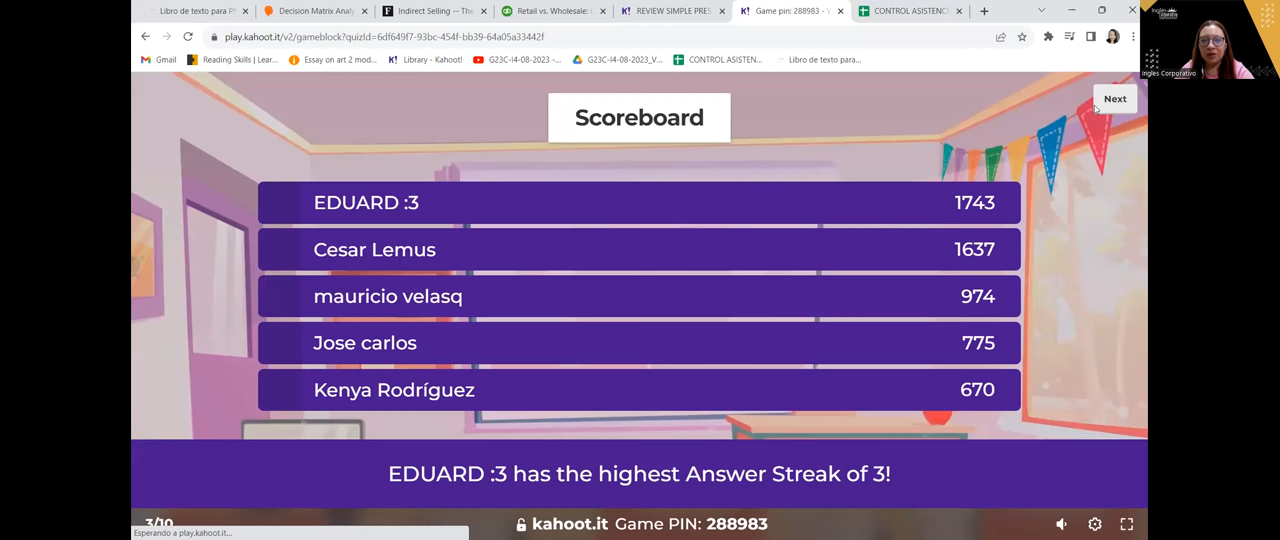 Libro de texto para Pl
Decision Matrix Anal
Indirect Selling -- The
Retail vs. Wholesale: C
K! REVIEW SIMPLE PRES
K! Game pin: 288983 - W
CONTROL ASISTENC
play.kahoot.it/v2/gameblock?quizId=6df649f7-93bc-454f-bb39-64a05a33442f
Gmail
Reading Skills | Lear...
Essay on art 2 mod...
K! Library - Kahoot!
G23C-I4-08-2023 -...
G23C-I4-08-2023_V...
CONTROL ASISTEN...
Libro de texto para...
Inglés Corporativo
Next
Scoreboard
EDUARD :3 1743
Cesar Lemus 1637
mauricio velasq 974
Jose carlos 775
Kenya Rodríguez 670
EDUARD :3 has the highest Answer Streak of 3!
3/10
kahoot.it Game PIN: 288983
Esperando a play.kahoot.it...